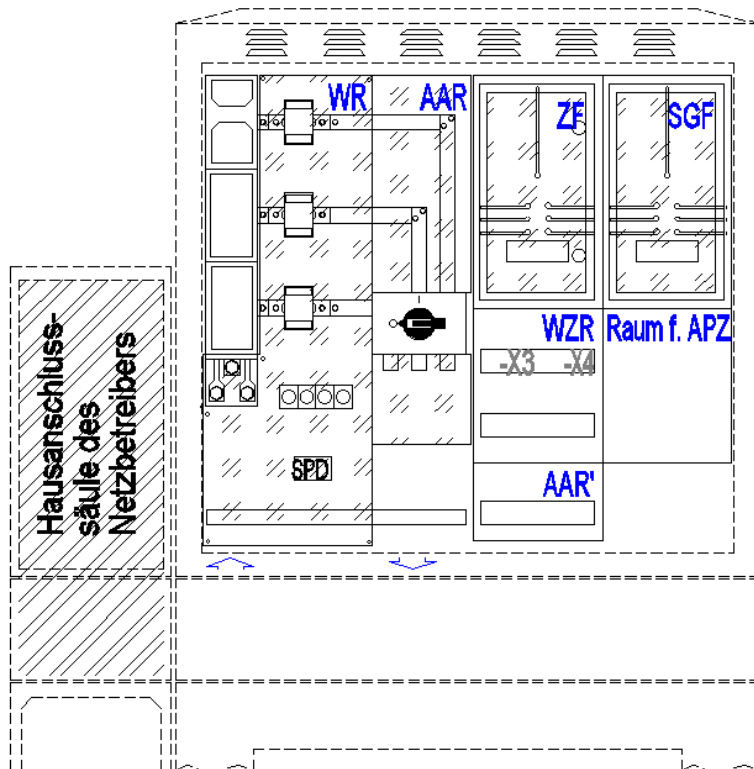 WR
AAR
ZF
SGF
WZR
Raum f. APZ
-X3
-X4
AAR'
SPD
Hausanschluss-
säule des
Netzbetreibers